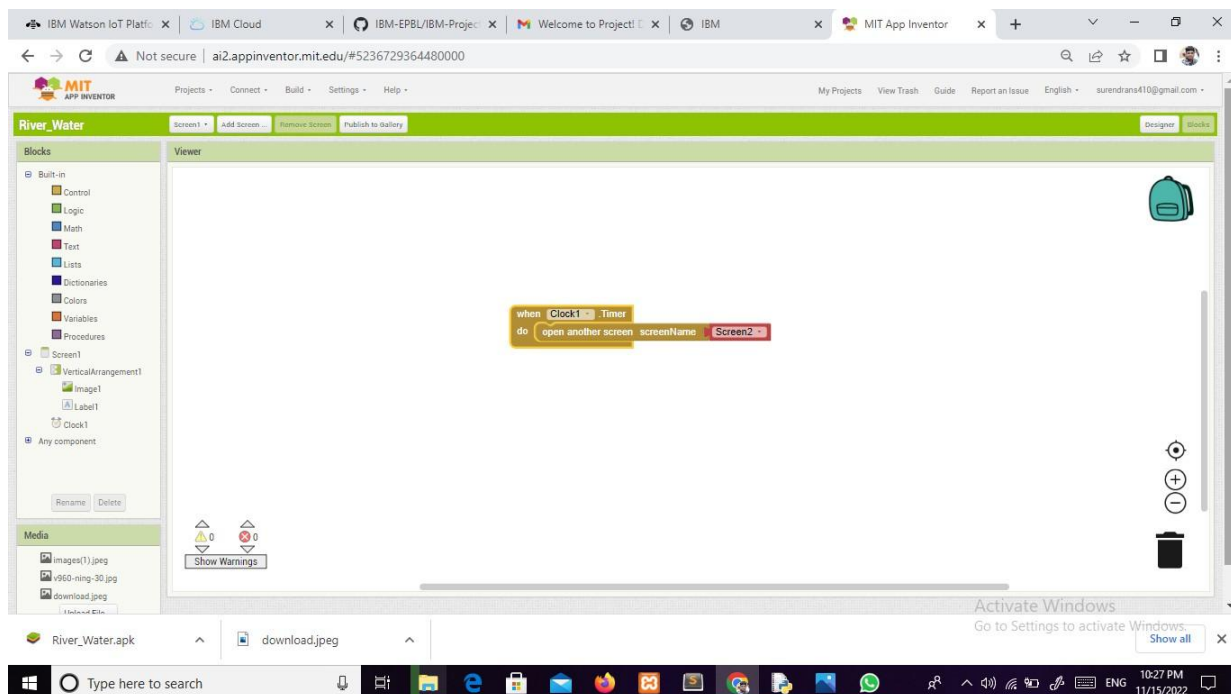 IBM Watson IoT Platfo
IBM Cloud
IBM-EPBL/IBM-Projec
Welcome to Project! D
IBM
MIT App Inventor
Not secure | ai2.appinventor.mit.edu/#5236729364480000
MIT
APP INVENTOR
Projects
Connect
Build
Settings
Help
My Projects
View Trash
Guide
Report an Issue
English
surendrans410@gmail.com
River_Water
Screen1
Add Screen ...
Remove Screen
Publish to Gallery
Designer
Blocks
Blocks
Viewer
Built-in
Control
Logic
Math
Text
Lists
Dictionaries
Colors
Variables
Procedures
Screen1
VerticalArrangement1
Image1
Label1
Clock1
Any component
Rename
Delete
when Clock1 .Timer
do open another screen screenName Screen2
0
0
Show Warnings
Media
images(1).jpeg
v960-ning-30.jpg
download.jpeg
Upload File ...
Activate Windows
Go to Settings to activate Windows.
River_Water.apk
download.jpeg
Show all
Type here to search
ENG
10:27 PM
11/15/2022